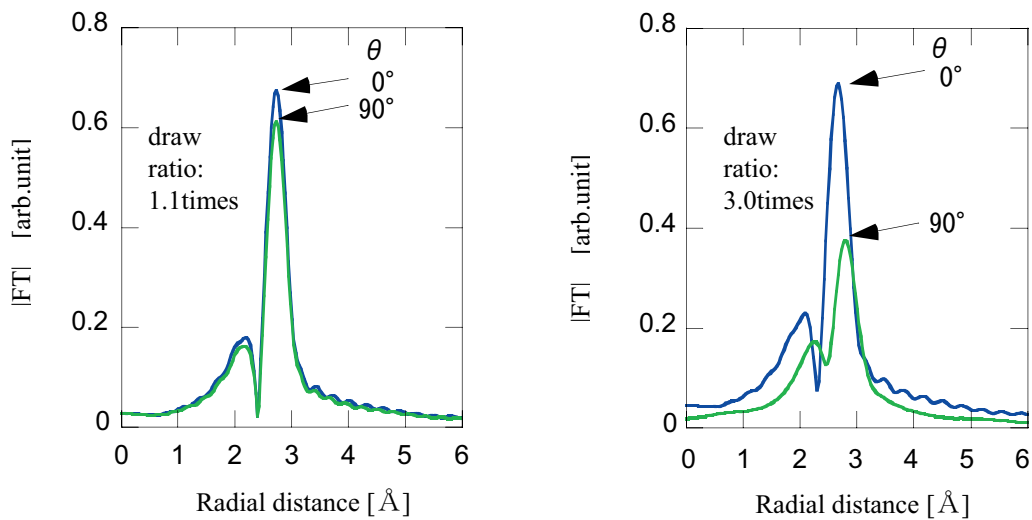 0.8
0.6
0.4
0.2
0
|FT| [arb.unit]
θ
0°
90°
draw
ratio:
1.1times
0 1 2 3 4 5 6
Radial distance [Å]
0.8
0.6
0.4
0.2
0
|FT| [arb.unit]
θ
0°
90°
draw
ratio:
3.0times
0 1 2 3 4 5 6
Radial distance [Å]